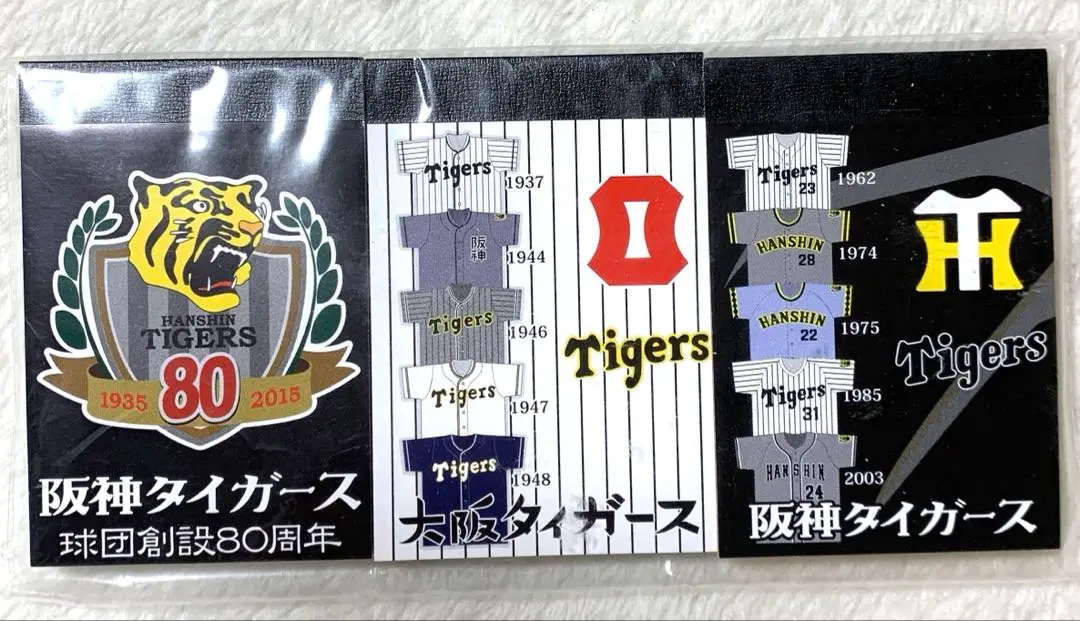 HANSHIN
TIGERS
1935 80 2015
阪神タイガース
球団創設80周年
Tigers
1937
阪神
1944
Tigers
1946
Tigers
1947
Tigers
1948
O
Tigers
大阪タイガース
Tigers
23
1962
HANSHIN
28
1974
HANSHIN
22
1975
Tigers
31
1985
HANSHIN
24
2003
HT
Tigers
阪神タイガース